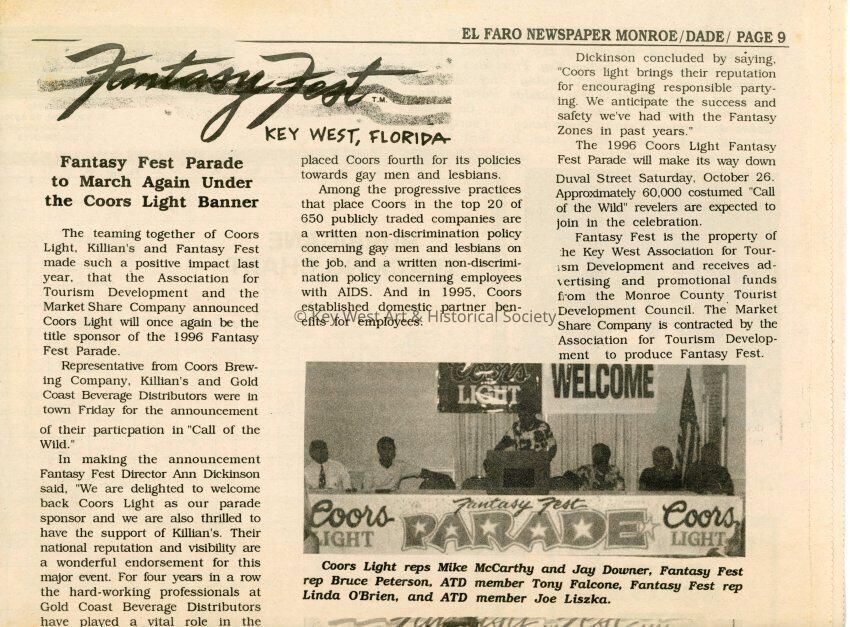 EL FARO NEWSPAPER MONROE/DADE/ PAGE 9
Fantasy Fest T.M.
KEY WEST, FLORIDA
Fantasy Fest Parade
to March Again Under
the Coors Light Banner
The teaming together of Coors
Light, Killian's and Fantasy Fest
made such a positive impact last
year, that the Association for
Tourism Development and the
Market Share Company announced
Coors Light will once again be the
title sponsor of the 1996 Fantasy
Fest Parade.
Representative from Coors Brew-
ing Company, Killian's and Gold
Coast Beverage Distributors were in
town Friday for the announcement
of their particpation in "Call of the
Wild."
In making the announcement
Fantasy Fest Director Ann Dickinson
said, "We are delighted to welcome
back Coors Light as our parade
sponsor and we are also thrilled to
have the support of Killian's. Their
national reputation and visibility are
a wonderful endorsement for this
major event. For four years in a row
the hard-working professionals at
Gold Coast Beverage Distributors
have played a vital role in the
placed Coors fourth for its policies
towards gay men and lesbians.
Among the progressive practices
that place Coors in the top 20 of
650 publicly traded companies are
a written non-discrimination policy
concerning gay men and lesbians on
the job, and a written non-discrimi-
nation policy concerning employees
with AIDS. And in 1995, Coors
established domestic partner ben-
efits for employees.
© Key West Art & Historical Society
Dickinson concluded by saying,
"Coors light brings their reputation
for encouraging responsible party-
ing. We anticipate the success and
safety we've had with the Fantasy
Zones in past years."
The 1996 Coors Light Fantasy
Fest Parade will make its way down
Duval Street Saturday, October 26.
Approximately 60,000 costumed "Call
of the Wild" revelers are expected to
join in the celebration.
Fantasy Fest is the property of
the Key West Association for Tour-
ism Development and receives ad-
vertising and promotional funds
from the Monroe County Tourist
Development Council. The Market
Share Company is contracted by the
Association for Tourism Develop-
ment to produce Fantasy Fest.
Coors
LIGHT
WELCOME
Coors
LIGHT
Fantasy Fest
PARADE
Coors
LIGHT
Coors Light reps Mike McCarthy and Jay Downer, Fantasy Fest
rep Bruce Peterson, ATD member Tony Falcone, Fantasy Fest rep
Linda O'Brien, and ATD member Joe Liszka.